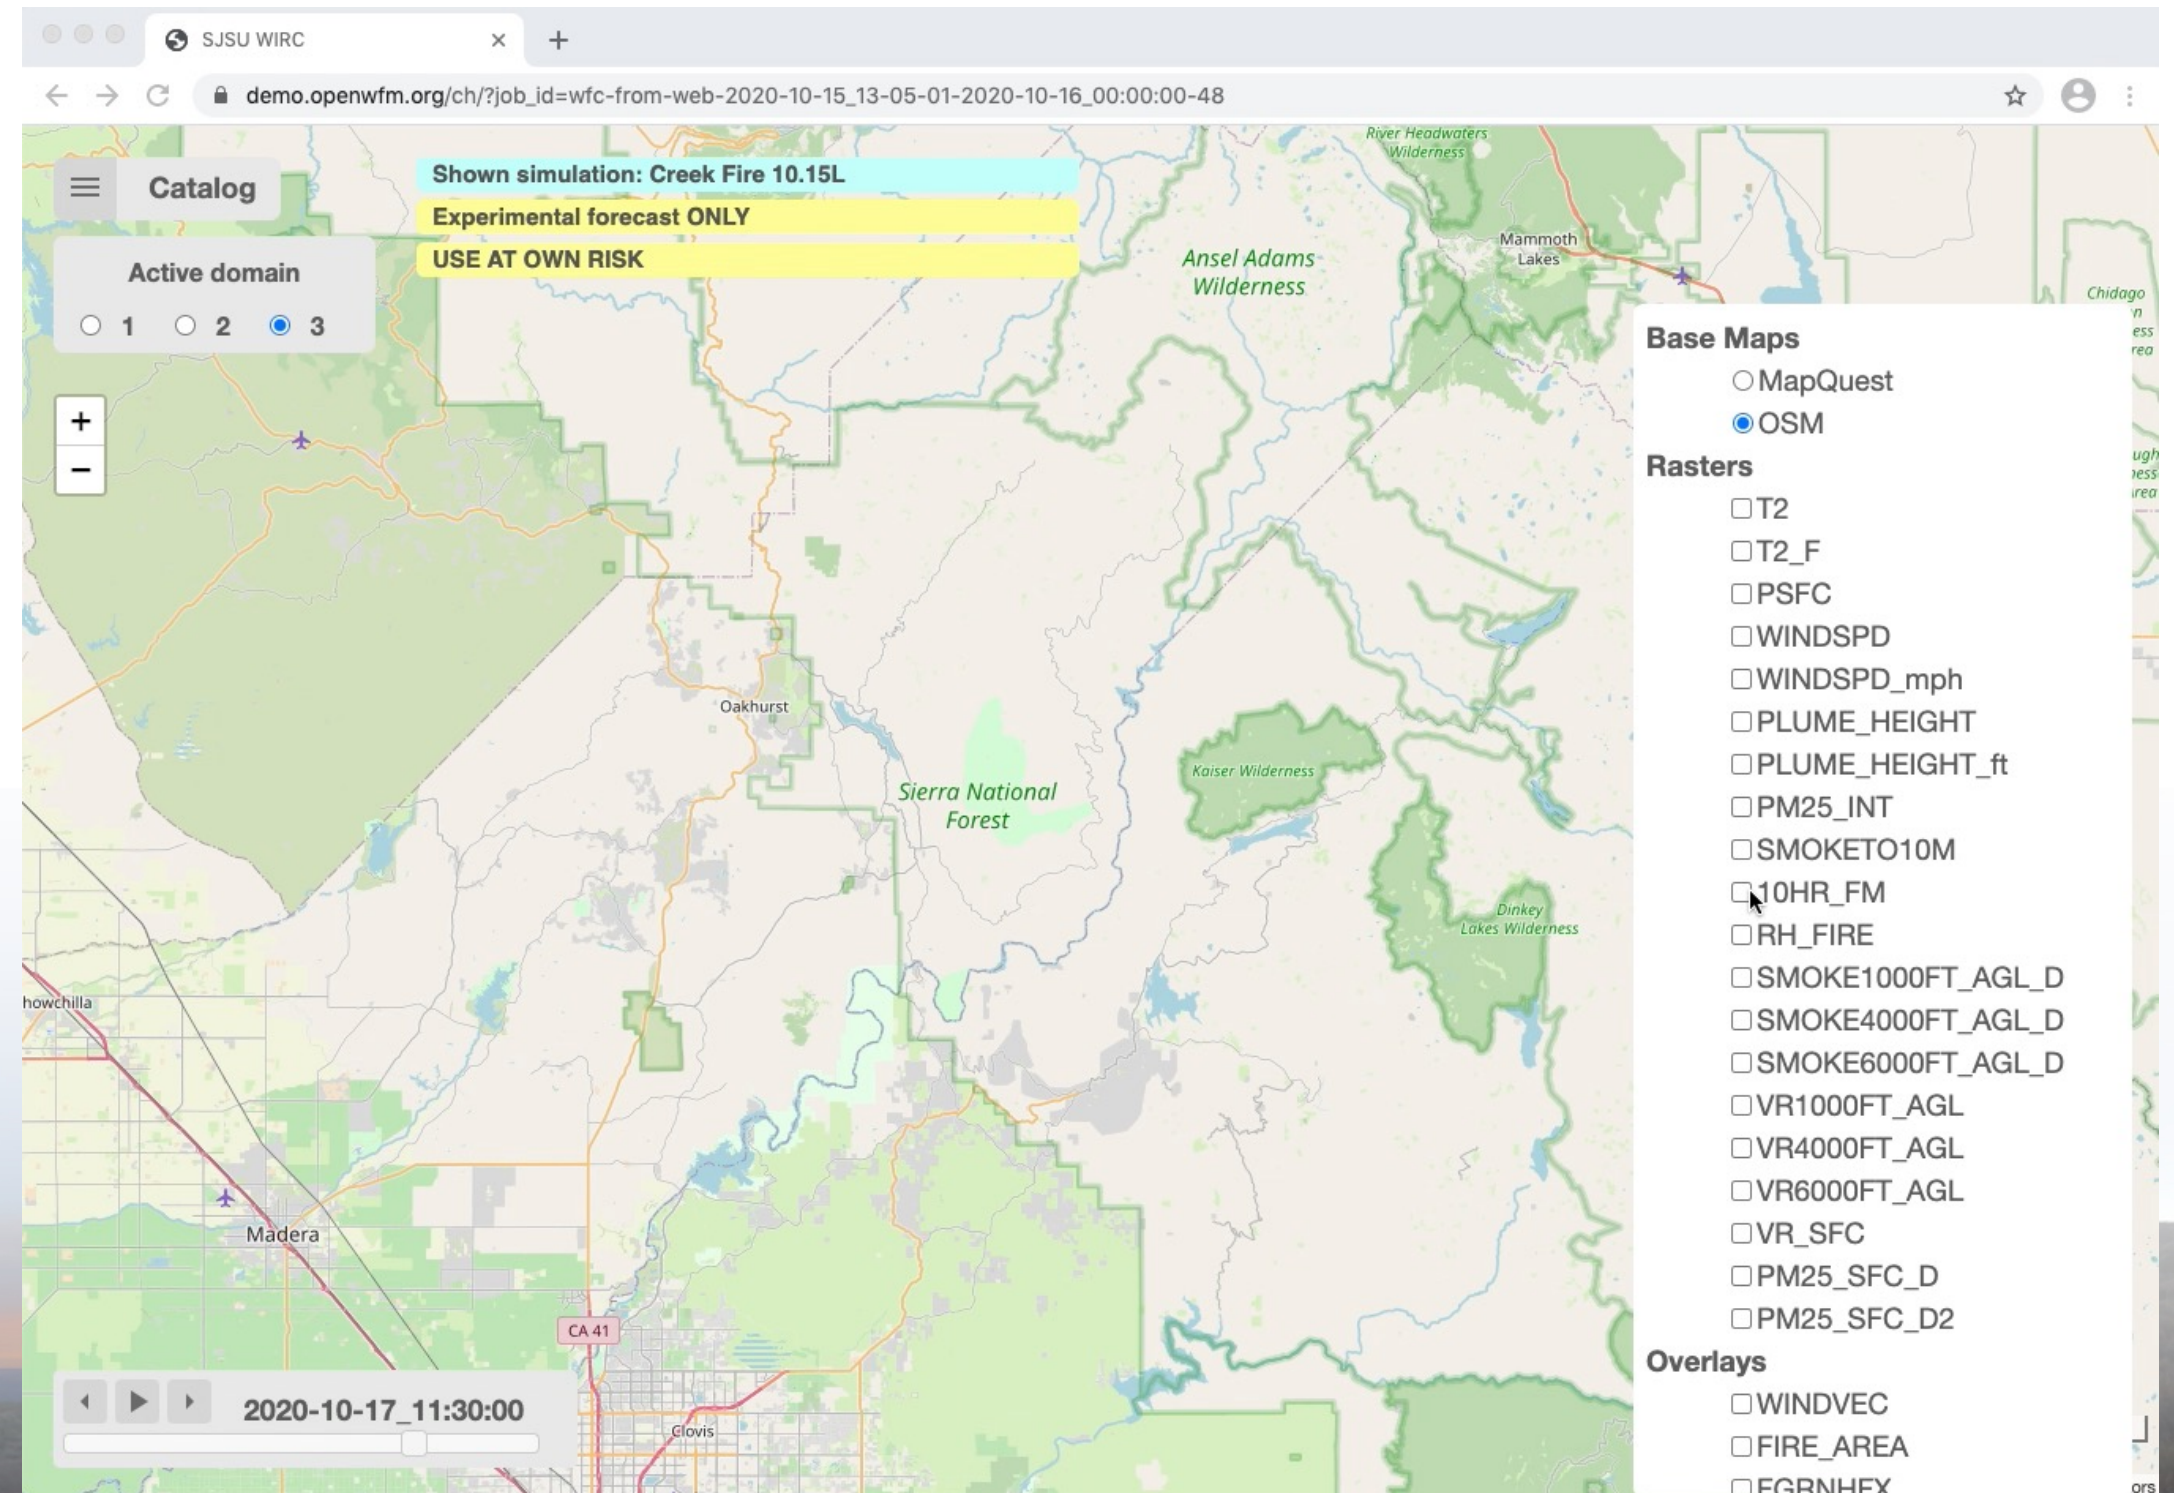 SJSU WIRC
demo.openwfm.org/ch/?job_id=wfc-from-web-2020-10-15_13-05-01-2020-10-16_00:00:00-48
Catalog
Shown simulation: Creek Fire 10.15L
Experimental forecast ONLY
USE AT OWN RISK
Active domain
1 2 3
+
−
River Headwaters
Wilderness
Mammoth
Lakes
Ansel Adams
Wilderness
Chidago
Oakhurst
Sierra National
Forest
Kaiser Wilderness
Dinkey
Lakes Wilderness
howchilla
Madera
CA 41
Clovis
2020-10-17_11:30:00
Base Maps
MapQuest
OSM
Rasters
T2
T2_F
PSFC
WINDSPD
WINDSPD_mph
PLUME_HEIGHT
PLUME_HEIGHT_ft
PM25_INT
SMOKETO10M
10HR_FM
RH_FIRE
SMOKE1000FT_AGL_D
SMOKE4000FT_AGL_D
SMOKE6000FT_AGL_D
VR1000FT_AGL
VR4000FT_AGL
VR6000FT_AGL
VR_SFC
PM25_SFC_D
PM25_SFC_D2
Overlays
WINDVEC
FIRE_AREA
FGRNHFX